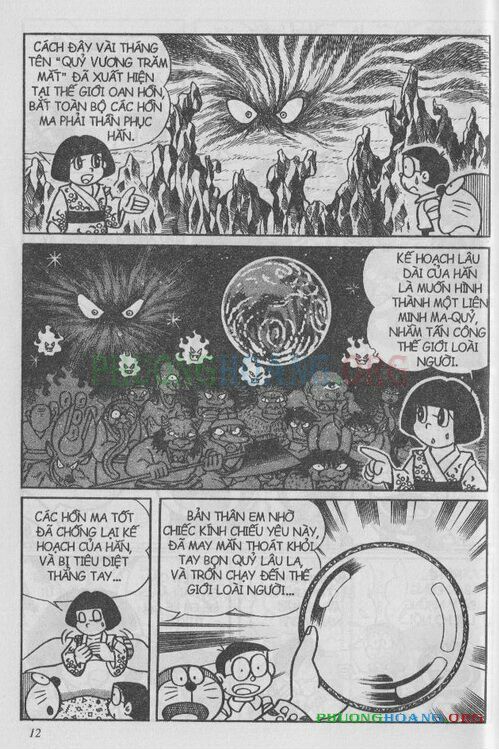 CÁCH ĐÂY VÀI THÁNG
TÊN "QUỶ VƯƠNG TRĂM
MẮT" ĐÃ XUẤT HIỆN
TẠI THẾ GIỚI OAN HỒN,
BẮT TOÀN BỘ CÁC HỒN
MA PHẢI THẦN PHỤC
HẮN.
KẾ HOẠCH LÂU
DÀI CỦA HẮN
LÀ MUỐN HÌNH
THÀNH MỘT LIÊN
MINH MA-QUỶ,
NHẰM TẤN CÔNG
THẾ GIỚI LOÀI
NGƯỜI.
PHUONGHOANG.ORG
CÁC HỒN MA TỐT
ĐÃ CHỐNG LẠI KẾ
HOẠCH CỦA HẮN,
VÀ BỊ TIÊU DIỆT
THẲNG TAY...
BẢN THÂN EM NHỜ
CHIẾC KÍNH CHIẾU YÊU NÀY,
ĐÃ MAY MẮN THOÁT KHỎI
TAY BỌN QUỶ LÂU LA,
VÀ TRỐN CHẠY ĐẾN THẾ
GIỚI LOÀI NGƯỜI...
12
PHUONGHOANG.ORG